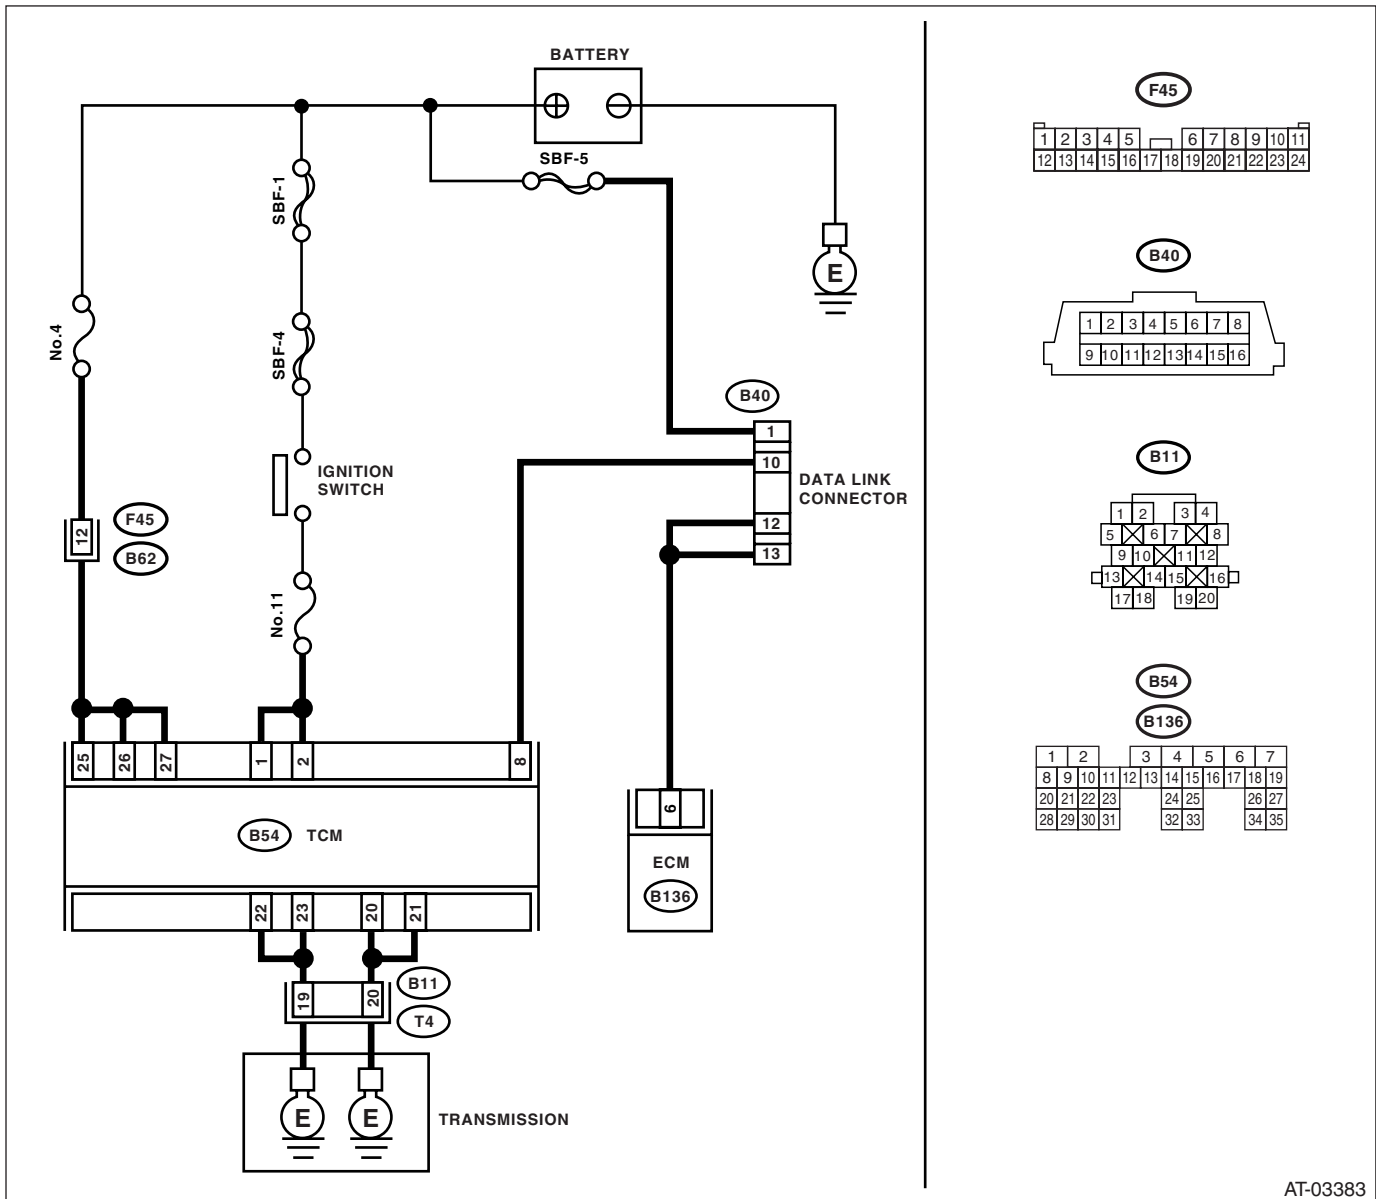 BATTERY
SBF-5
SBF-1
E
No.4
SBF-4
B40
1
10
IGNITION
SWITCH
DATA LINK
CONNECTOR
12
F45
12
13
B62
No.11
25
26
27
1
2
8
6
B54 TCM
ECM
B136
22
23
20
21
19
20
B11
T4
E
E
TRANSMISSION
F45
1 2 3 4 5 6 7 8 9 10 11
12 13 14 15 16 17 18 19 20 21 22 23 24
B40
1 2 3 4 5 6 7 8
9 10 11 12 13 14 15 16
B11
1 2 3 4
5 6 7 8
9 10 11 12
13 14 15 16
17 18 19 20
B54
B136
1 2 3 4 5 6 7
8 9 10 11 12 13 14 15 16 17 18 19
20 21 22 23 24 25 26 27
28 29 30 31 32 33 34 35
AT-03383